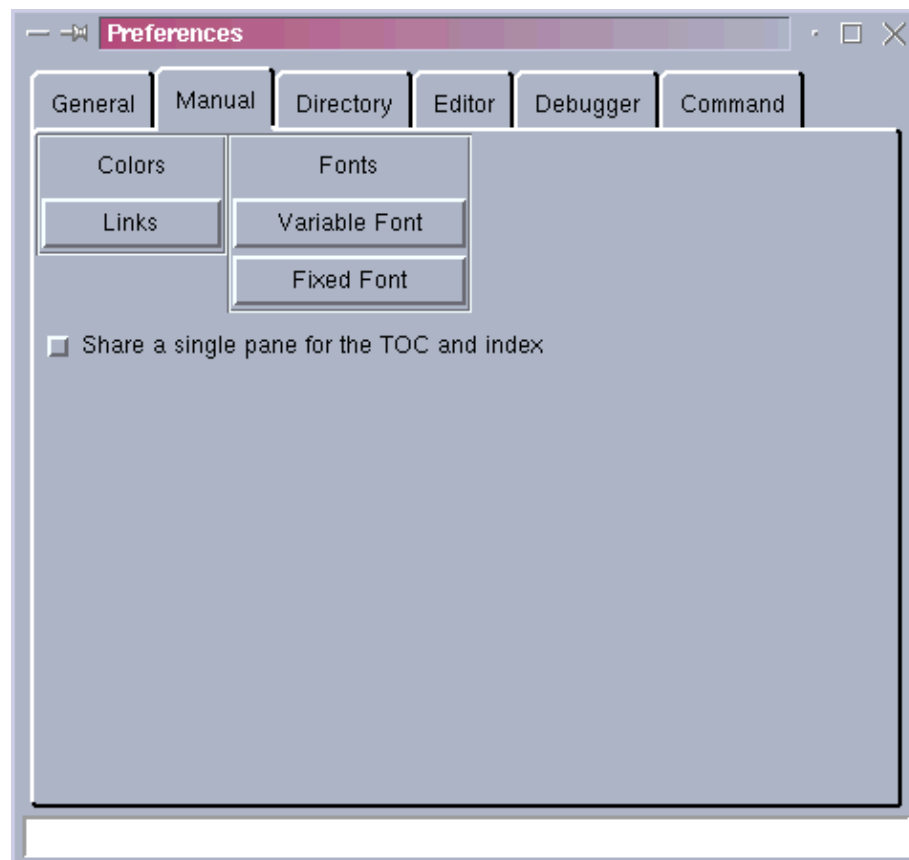 Preferences
General Manual Directory Editor Debugger Command
Colors Fonts
Links Variable Font
Fixed Font
Share a single pane for the TOC and index